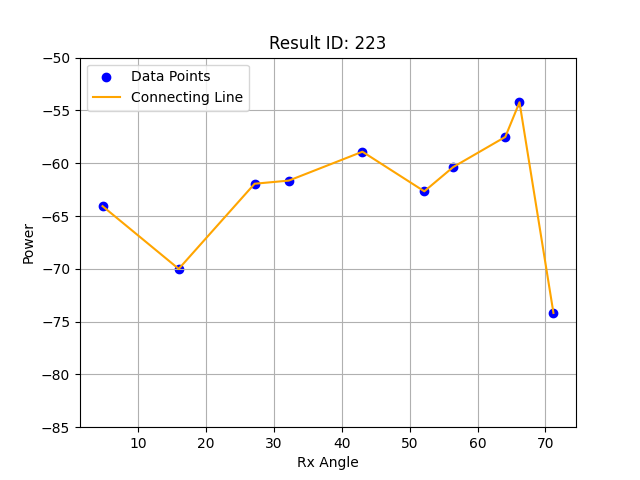 Result ID: 223
Data Points
Connecting Line
Power
−50
−55
−60
−65
−70
−75
−80
−85
10 20 30 40 50 60 70
Rx Angle